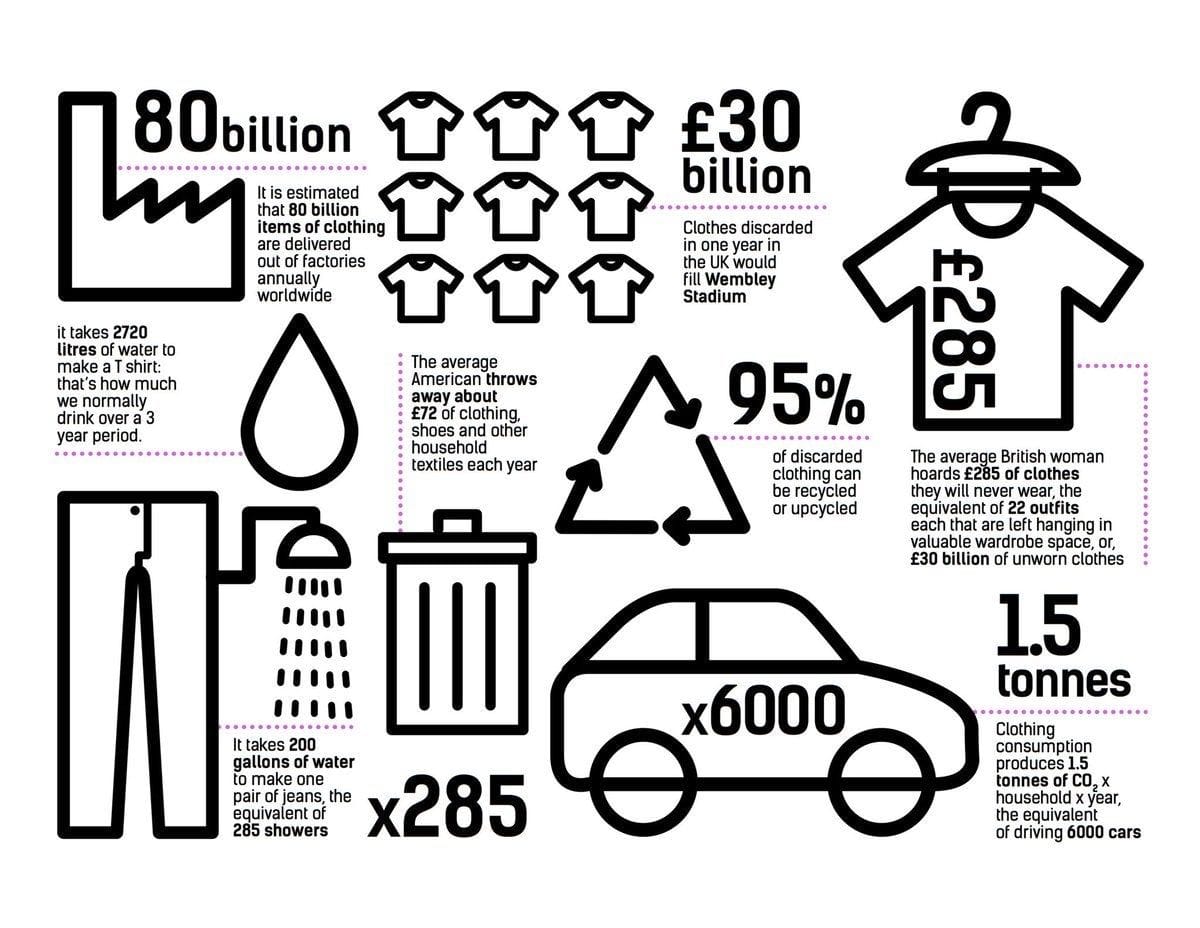 80 billion
It is estimated
that 80 billion
items of clothing
are delivered
out of factories
annually
worldwide
£30
billion
Clothes discarded
in one year in
the UK would
fill Wembley
Stadium
£285
it takes 2720
litres of water to
make a T shirt:
that's how much
we normally
drink over a 3
year period.
The average
American throws
away about
£72 of clothing,
shoes and other
household
textiles each year
95%
of discarded
clothing can
be recycled
or upcycled
The average British woman
hoards £285 of clothes
they will never wear, the
equivalent of 22 outfits
each that are left hanging in
valuable wardrobe space, or,
£30 billion of unworn clothes
It takes 200
gallons of water
to make one
pair of jeans, the
equivalent of
285 showers
x285
x6000
1.5
tonnes
Clothing
consumption
produces 1.5
tonnes of CO₂ x
household x year,
the equivalent
of driving 6000 cars